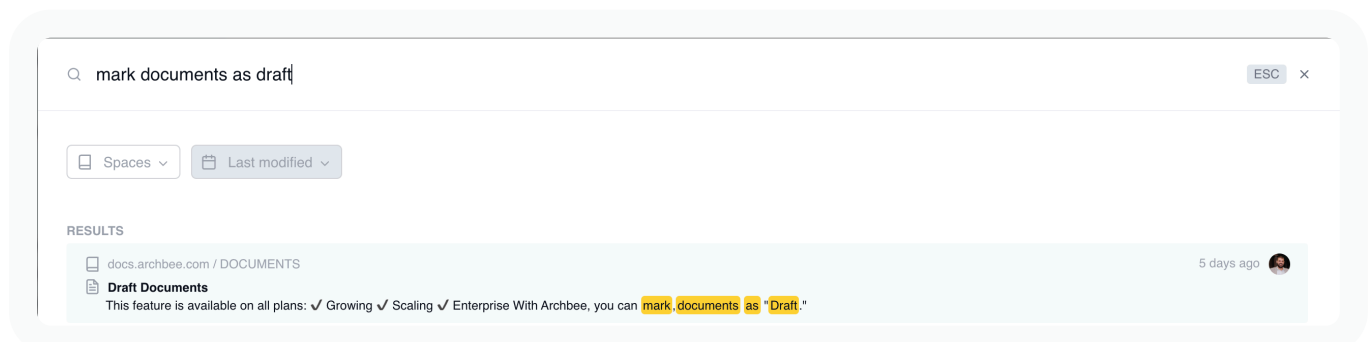 mark documents as draft
ESC
Spaces
Last modified
RESULTS
docs.archbee.com / DOCUMENTS
5 days ago
Draft Documents
This feature is available on all plans: ✔ Growing ✔ Scaling ✔ Enterprise With Archbee, you can mark, documents as "Draft."